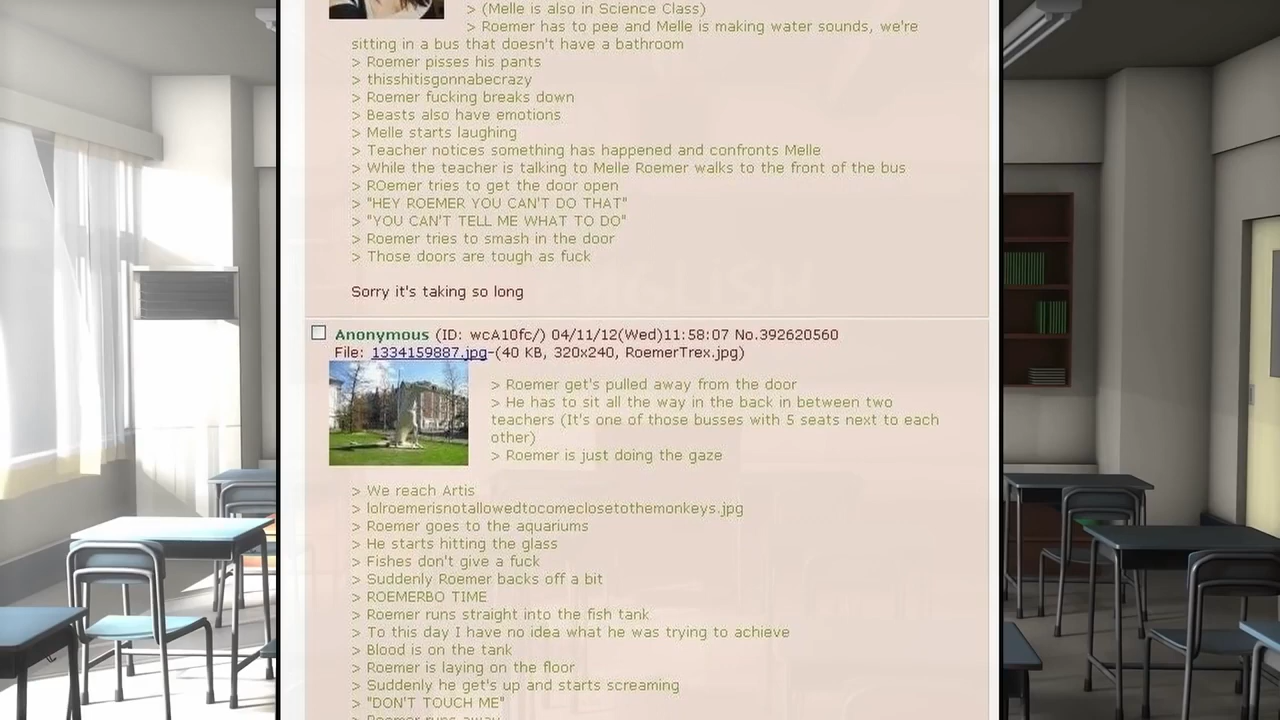 > (Melle is also in Science Class)
> Roemer has to pee and Melle is making water sounds, we're
sitting in a bus that doesn't have a bathroom
> Roemer pisses his pants
> thisshitisgonnabecrazy
> Roemer fucking breaks down
> Beasts also have emotions
> Melle starts laughing
> Teacher notices something has happened and confronts Melle
> While the teacher is talking to Melle Roemer walks to the front of the bus
> ROemer tries to get the door open
> "HEY ROEMER YOU CAN'T DO THAT"
> "YOU CAN'T TELL ME WHAT TO DO"
> Roemer tries to smash in the door
> Those doors are tough as fuck
Sorry it's taking so long
Anonymous (ID: wcA10fc/) 04/11/12(Wed)11:58:07 No.392620560
File: 1334159887.jpg-(40 KB, 320x240, RoemerTrex.jpg)
> Roemer get's pulled away from the door
> He has to sit all the way in the back in between two
teachers (It's one of those busses with 5 seats next to each
other)
> Roemer is just doing the gaze
> We reach Artis
> lolroemerisnotallowedtocomeclosetothemonkeys.jpg
> Roemer goes to the aquariums
> He starts hitting the glass
> Fishes don't give a fuck
> Suddenly Roemer backs off a bit
> ROEMERBO TIME
> Roemer runs straight into the fish tank
> To this day I have no idea what he was trying to achieve
> Blood is on the tank
> Roemer is laying on the floor
> Suddenly he get's up and starts screaming
> "DON'T TOUCH ME"
> Roemer runs away